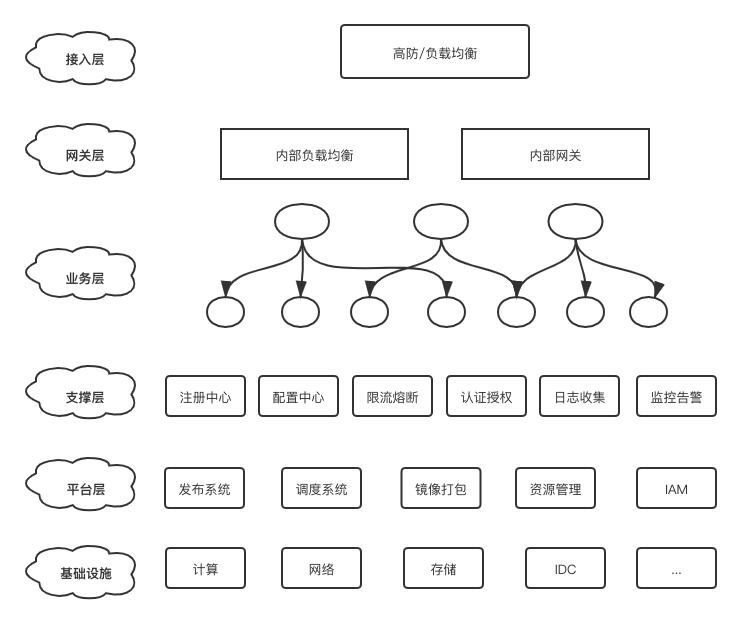 接入层
高防/负载均衡
网关层
内部负载均衡
内部网关
业务层
支撑层
注册中心
配置中心
限流熔断
认证授权
日志收集
监控告警
平台层
发布系统
调度系统
镜像打包
资源管理
IAM
基础设施
计算
网络
存储
IDC
...